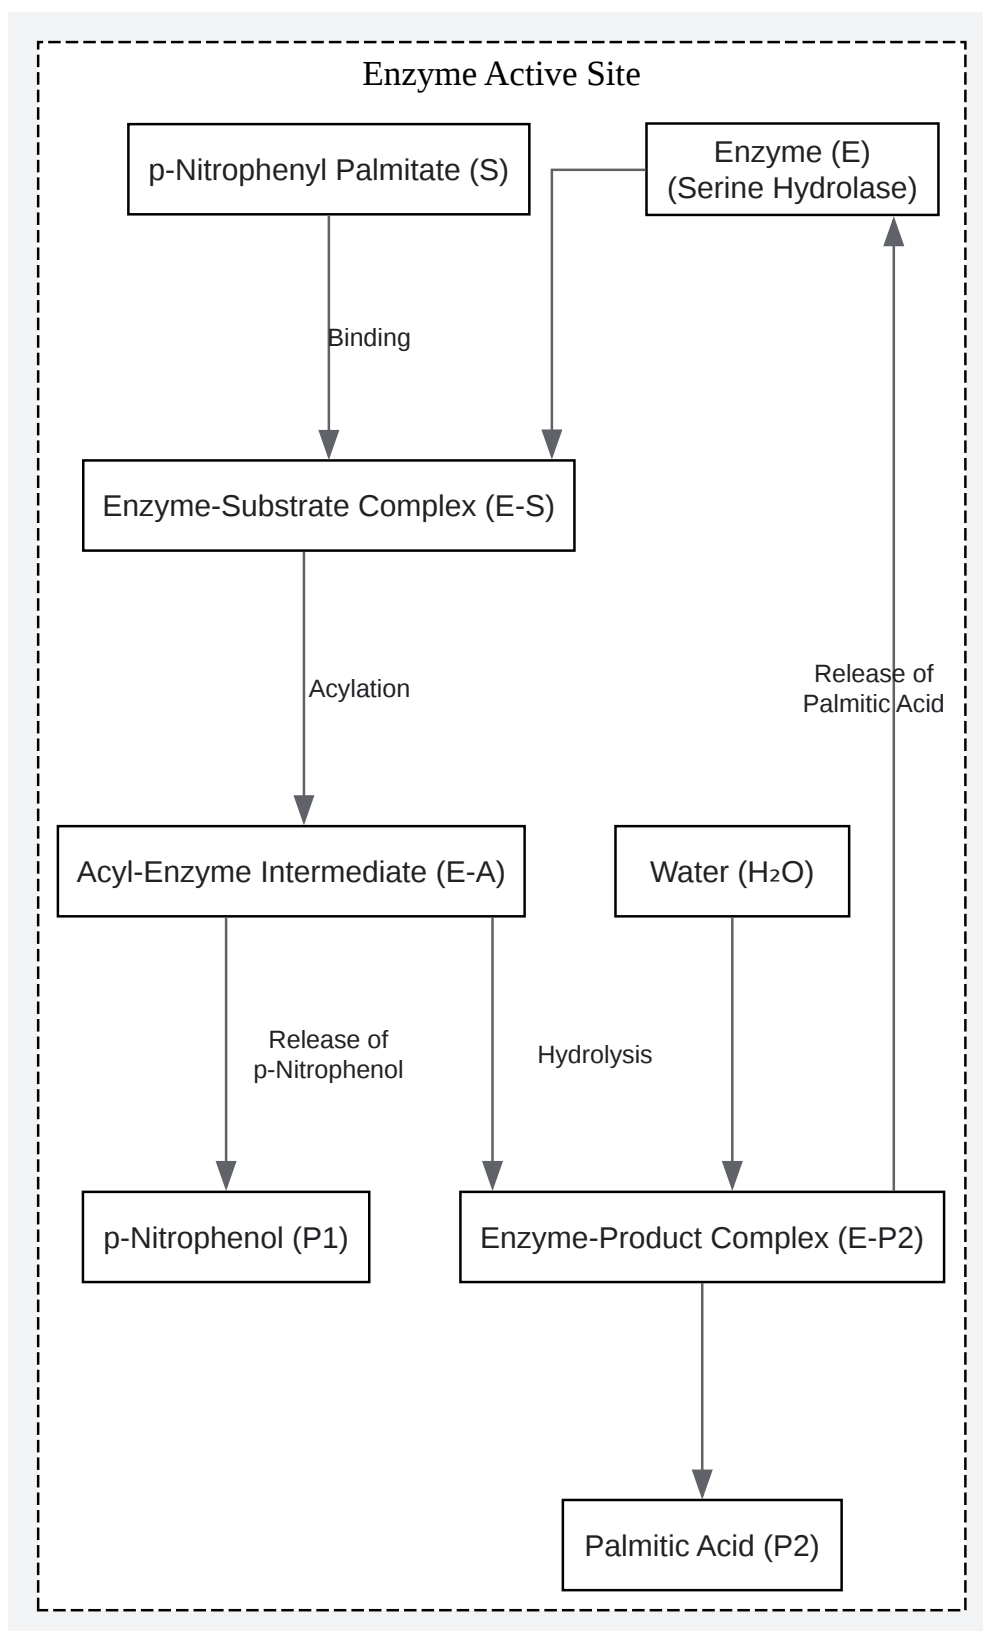 Enzyme Active Site
p-Nitrophenyl Palmitate (S)
Enzyme (E)
(Serine Hydrolase)
Binding
Enzyme-Substrate Complex (E-S)
Release of
Palmitic Acid
Acylation
Acyl-Enzyme Intermediate (E-A)
Water (H₂O)
Release of
p-Nitrophenol
Hydrolysis
p-Nitrophenol (P1)
Enzyme-Product Complex (E-P2)
Palmitic Acid (P2)